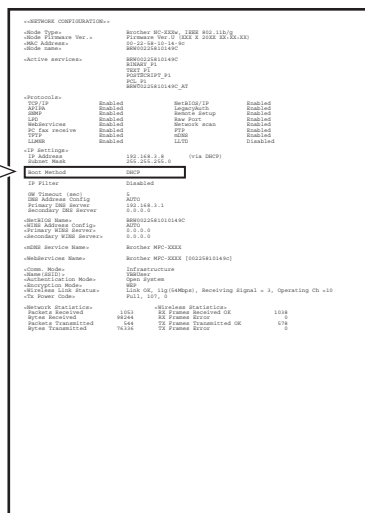 <<NETWORK CONFIGURATION>>
<Node Type> Brother NC-XXXw, IEEE 802.11b/g
<Node Firmware Ver.> Firmware Ver.U (XXX X 20XX XX:XX:XX)
<MAC Address> 00-22-58-10-14-9c
<Node name> BRW00225810149C
<Active services> BRW00225810149C
BINARY_P1
TEXT_P1
POSTSCRIPT_P1
PCL_P1
BRW00225810149C_AT
<Protocols>
TCP/IP Enabled NetBIOS/IP Enabled
APIPA Enabled LegacyAuth Enabled
SNMP Enabled Remote Setup Enabled
LPD Enabled Raw Port Enabled
WebServices Enabled Network scan Enabled
PC fax receive Enabled FTP Enabled
TFTP Enabled mDNS Enabled
LLMNR Enabled LLTD Disabled
<IP Settings>
IP Address 192.168.3.8 (via DHCP)
Subnet Mask 255.255.255.0
Boot Method DHCP
IP Filter Disabled
GW Timeout (sec) 5
DNS Address Config AUTO
Primary DNS Server 192.168.3.1
Secondary DNS Server 0.0.0.0
<NetBIOS Name> BRW00225810149C
<WINS Address Config> AUTO
<Primary WINS Server> 0.0.0.0
<Secondary WINS Server> 0.0.0.0
<mDNS Service Name> Brother MFC-XXXX
<WebServices Name> Brother MFC-XXXX [00225810149c]
<Comm. Mode> Infrastructure
<Name(SSID)>
<Authentication Mode> Open System
<Encryption Mode> WEP
<Wireless Link Status> Link OK, 11g(54Mbps), Receiving Signal = 3, Operating Ch =10
<Tx Power Code> Full, 107, 0
<Network Statistics> <Wireless Statistics>
Packets Received 1053 RX Frames Received OK 1038
Bytes Received 98244 RX Frames Error 0
Packets Transmitted 544 TX Frames Transmitted OK 578
Bytes Transmitted 76336 TX Frames Error 0